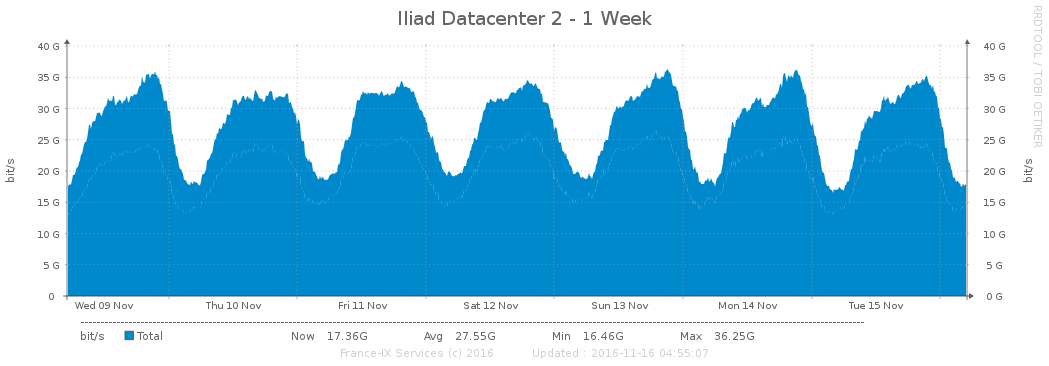 Iliad Datacenter 2 - 1 Week
RRDTOOL / TOBI OETIKER
40 G 40 G
35 G 35 G
30 G 30 G
25 G 25 G
20 G 20 G
15 G 15 G
10 G 10 G
5 G 5 G
0 0 G
bit/s bit/s
Wed 09 Nov Thu 10 Nov Fri 11 Nov Sat 12 Nov Sun 13 Nov Mon 14 Nov Tue 15 Nov
bit/s Total Now 17.36G Avg 27.55G Min 16.46G Max 36.25G
France-IX Services (c) 2016 Updated : 2016-11-16 04:55:07